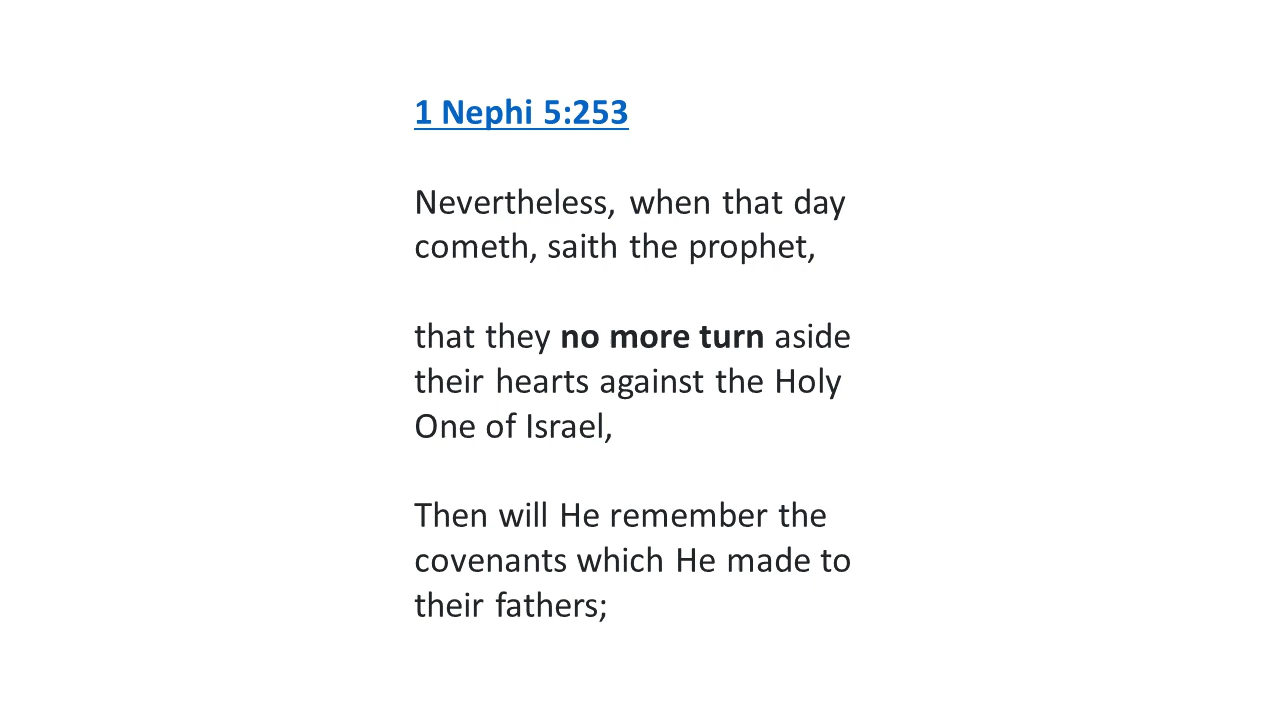 1 Nephi 5:253
Nevertheless, when that day
cometh, saith the prophet,
that they no more turn aside
their hearts against the Holy
One of Israel,
Then will He remember the
covenants which He made to
their fathers;